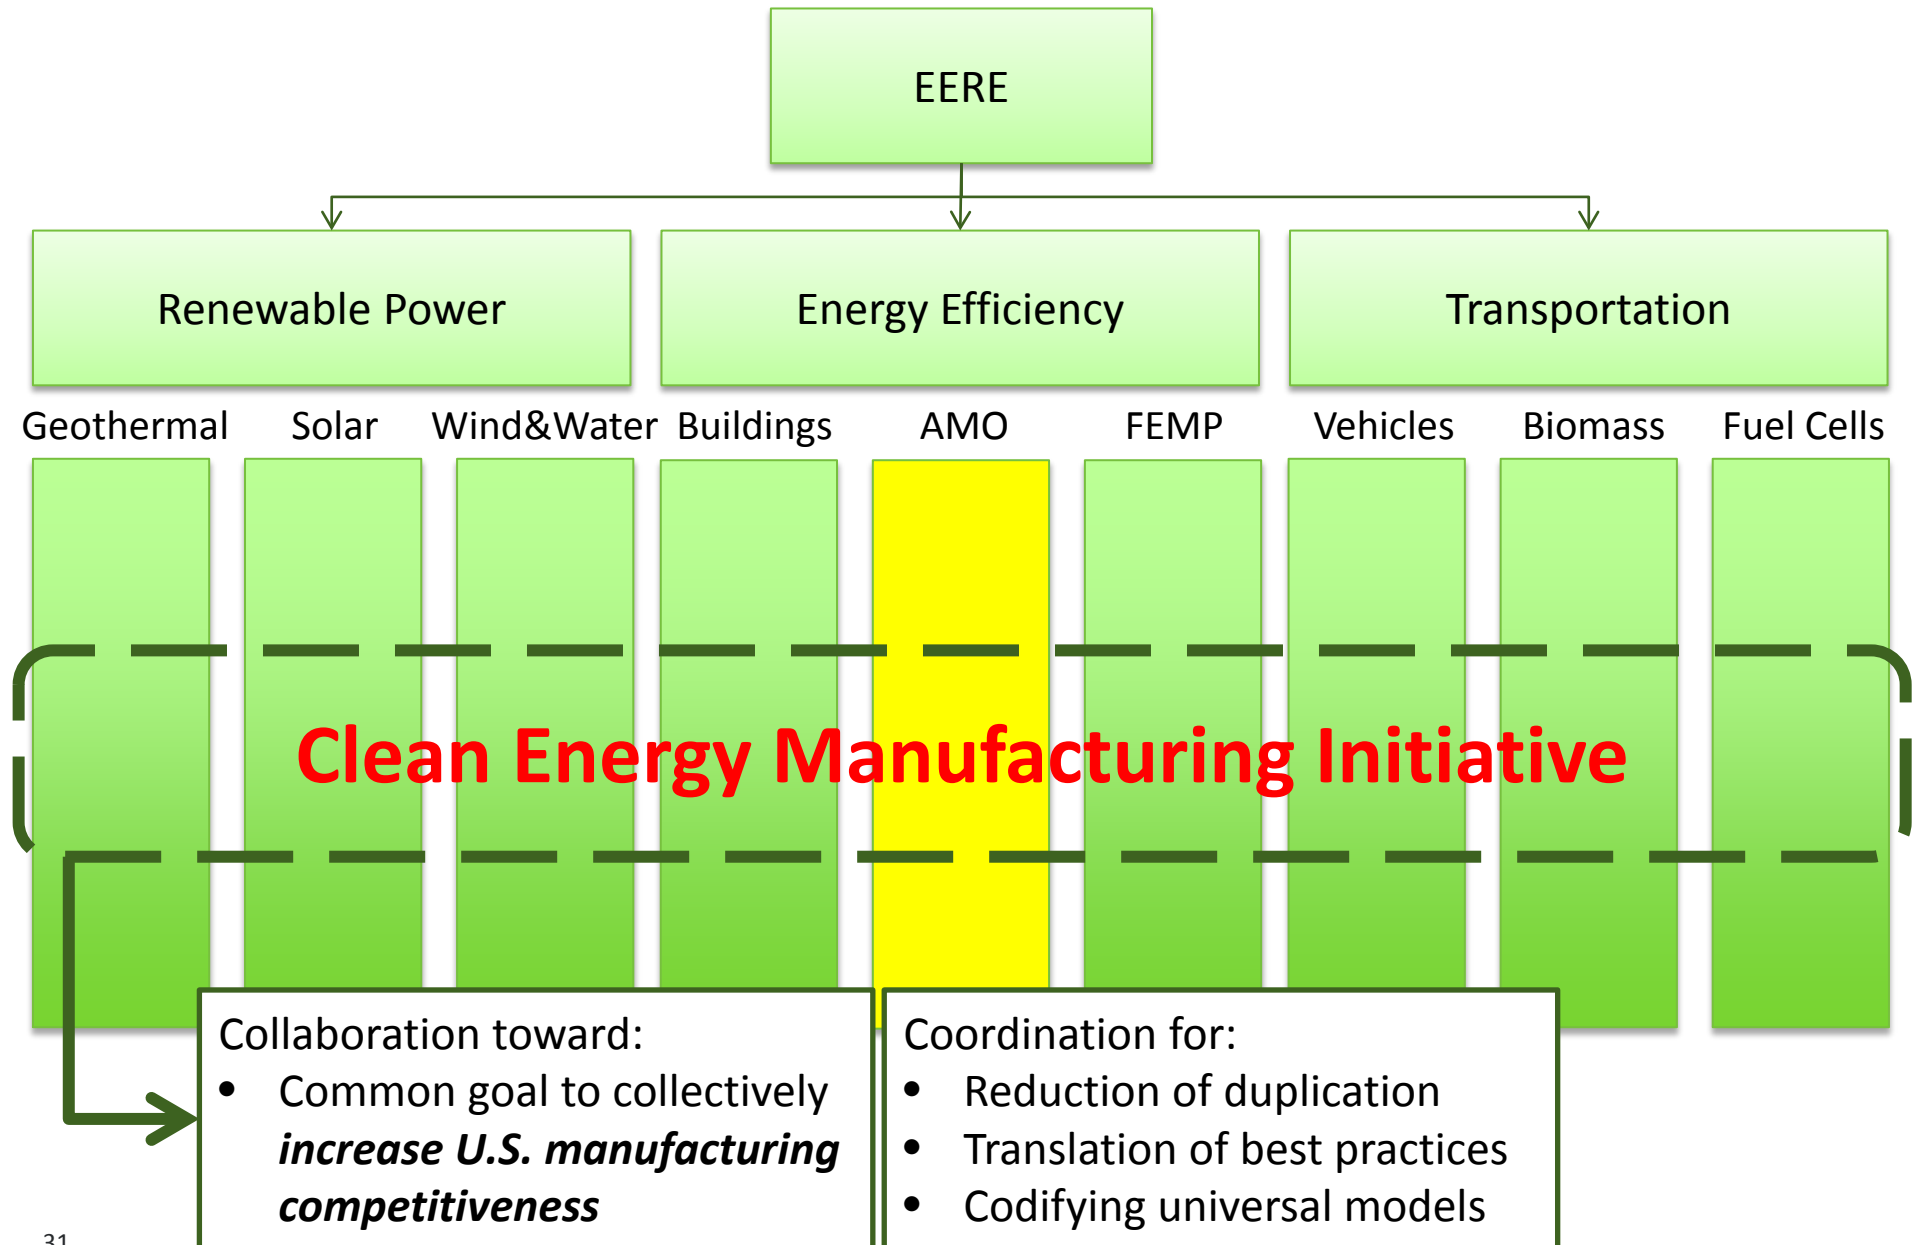 EERE
Renewable Power
Energy Efficiency
Transportation
Geothermal
Solar
Wind&Water
Buildings
AMO
FEMP
Vehicles
Biomass
Fuel Cells
Clean Energy Manufacturing Initiative
Collaboration toward:
• Common goal to collectively
increase U.S. manufacturing
competitiveness
Coordination for:
• Reduction of duplication
• Translation of best practices
• Codifying universal models
31